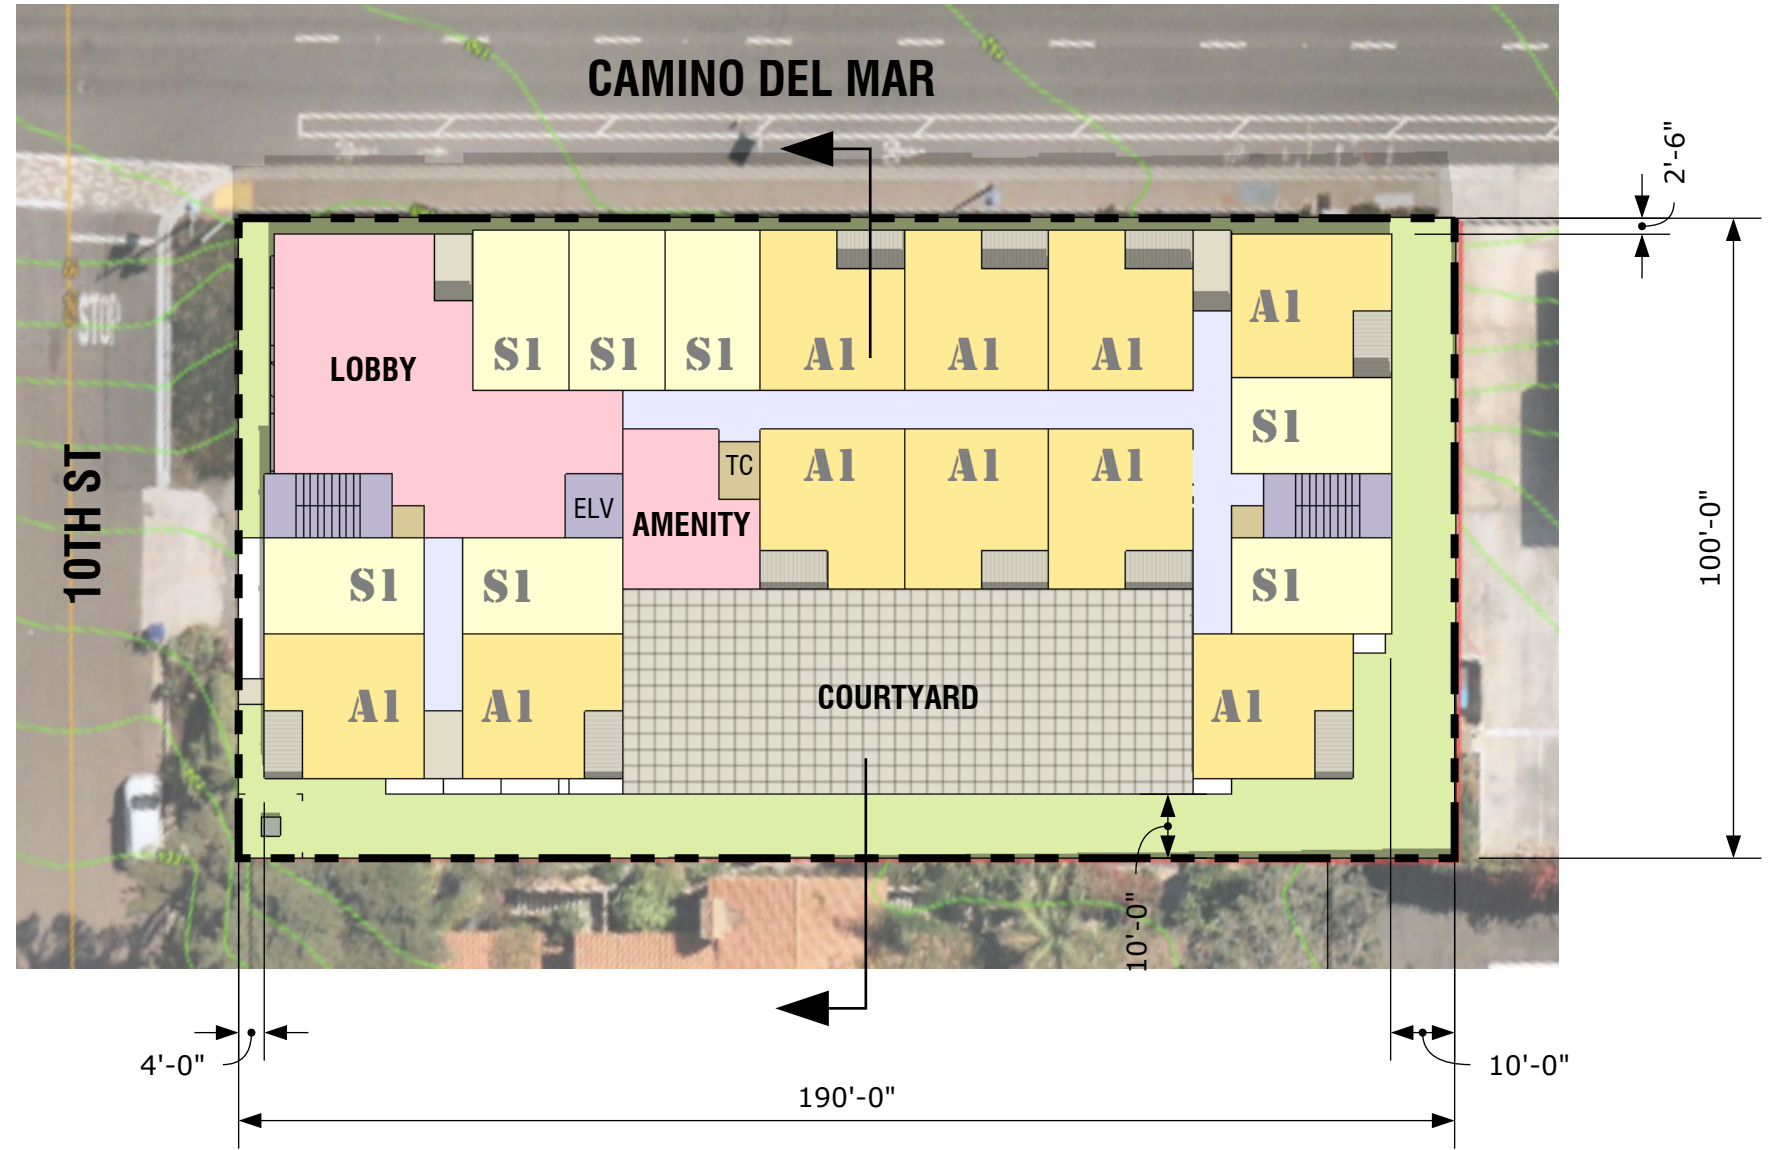 CAMINO DEL MAR
2'-6"
STOP
A1
S1
S1
S1
A1
A1
A1
LOBBY
S1
10TH ST
TC
A1
A1
A1
ELV
AMENITY
100'-0"
S1
S1
S1
COURTYARD
A1
A1
A1
10'-0"
4'-0"
10'-0"
190'-0"